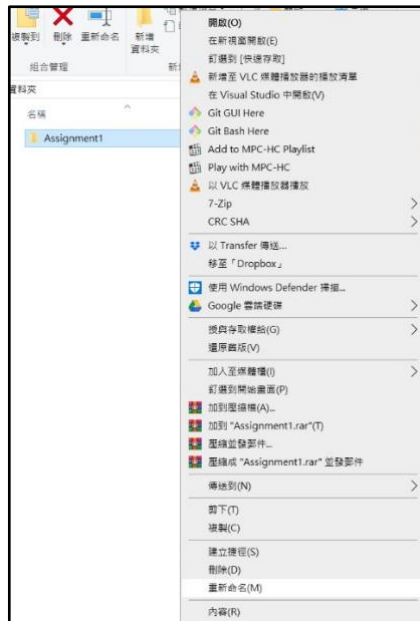 複製到
刪除
重新命名
新增
資料夾
組合管理
新增
資料夾
名稱
Assignment1
開啟(O)
在新視窗開啟(E)
釘選到 [快速存取]
新增至 VLC 媒體播放器的播放清單
在 Visual Studio 中開啟(V)
Git GUI Here
Git Bash Here
Add to MPC-HC Playlist
Play with MPC-HC
以 VLC 媒體播放器播放
7-Zip
CRC SHA
以 Transfer 傳送...
移至「Dropbox」
使用 Windows Defender 掃描...
Google 雲端硬碟
授與存取權給(G)
還原舊版(V)
加入至媒體櫃(I)
釘選到開始畫面(P)
加到壓縮檔(A)...
加到 "Assignment1.rar"(T)
壓縮並發郵件...
壓縮成 "Assignment1.rar" 並發郵件
傳送到(N)
剪下(T)
複製(C)
建立捷徑(S)
刪除(D)
重新命名(M)
內容(R)